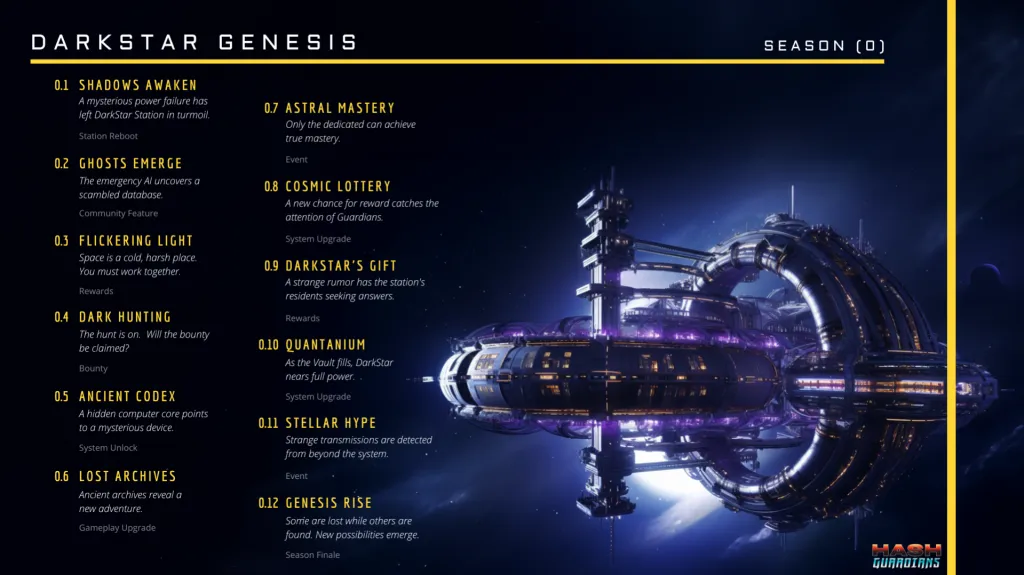 DARKSTAR GENESIS
SEASON (0)
0.1 SHADOWS AWAKEN
A mysterious power failure has
left DarkStar Station in turmoil.
Station Reboot
0.2 GHOSTS EMERGE
The emergency AI uncovers a
scambled database.
Community Feature
0.3 FLICKERING LIGHT
Space is a cold, harsh place.
You must work together.
Rewards
0.4 DARK HUNTING
The hunt is on. Will the bounty
be claimed?
Bounty
0.5 ANCIENT CODEX
A hidden computer core points
to a mysterious device.
System Unlock
0.6 LOST ARCHIVES
Ancient archives reveal a
new adventure.
Gameplay Upgrade
0.7 ASTRAL MASTERY
Only the dedicated can achieve
true mastery.
Event
0.8 COSMIC LOTTERY
A new chance for reward catches the
attention of Guardians.
System Upgrade
0.9 DARKSTAR'S GIFT
A strange rumor has the station's
residents seeking answers.
Rewards
0.10 QUANTANIUM
As the Vault fills, DarkStar
nears full power.
System Upgrade
0.11 STELLAR HYPE
Strange transmissions are detected
from beyond the system.
Event
0.12 GENESIS RISE
Some are lost while others are
found. New possibilities emerge.
Season Finale
HASH
GUARDIANS